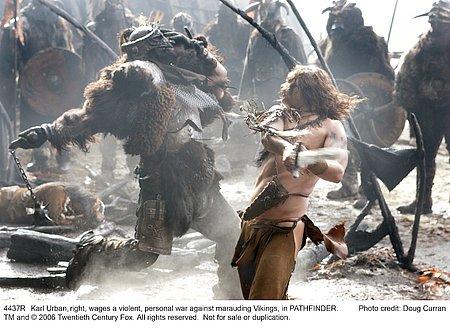 4437R Karl Urban, right, wages a violent, personal war against marauding Vikings, in PATHFINDER. Photo credit: Doug Curran
TM and © 2006 Twentieth Century Fox. All rights reserved. Not for sale or duplication.